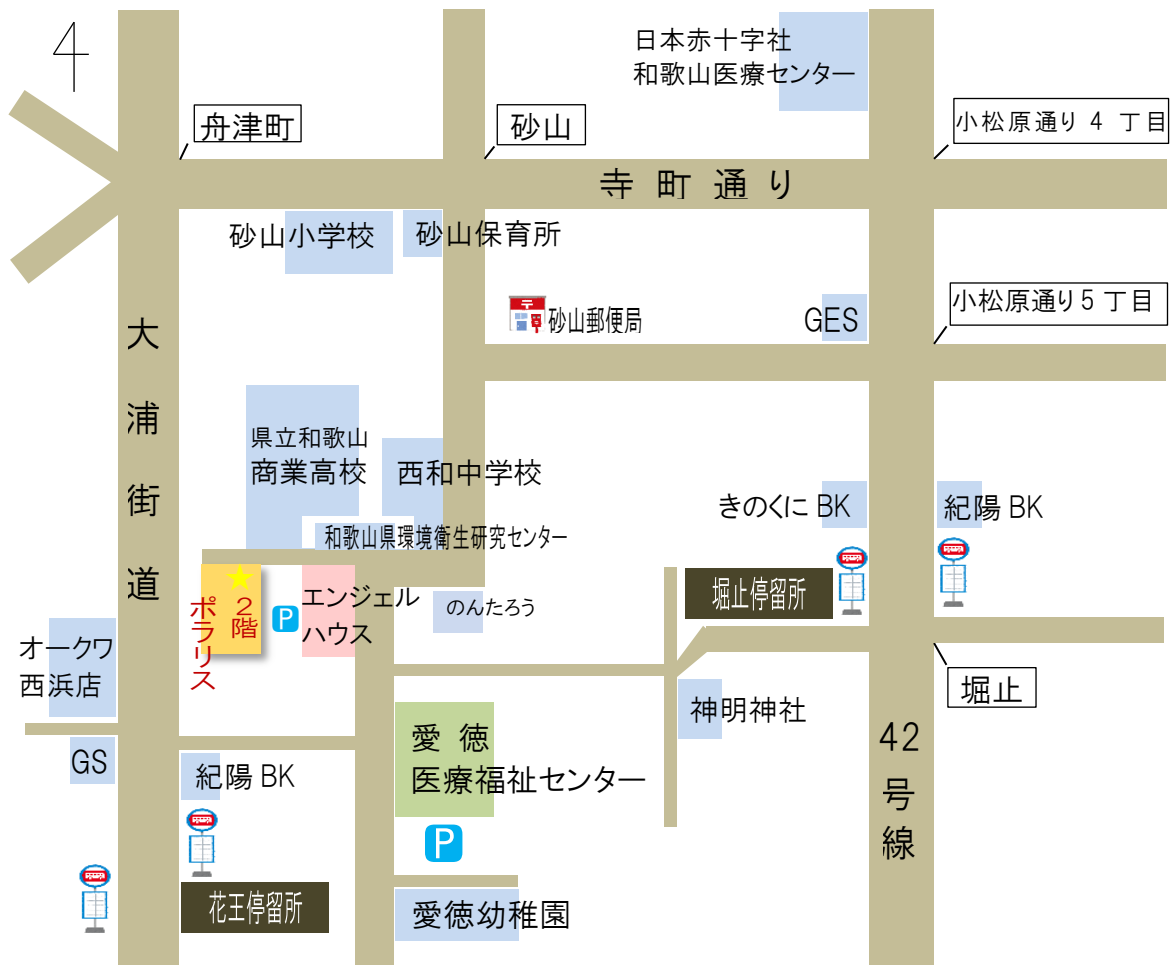 4
日本赤十字社
和歌山医療センター
舟津町
砂山
小松原通り 4 丁目
寺町通り
砂山小学校
砂山保育所
小松原通り5丁目
砂山郵便局
GES
大浦街道
県立和歌山
商業高校
西和中学校
きのくに BK
紀陽 BK
和歌山県環境衛生研究センター
堀止停留所
ポラリス
2階
P
エンジェル
ハウス
のんたろう
オークワ
西浜店
堀止
神明神社
42号線
GS
紀陽 BK
愛徳
医療福祉センター
P
花王停留所
愛徳幼稚園